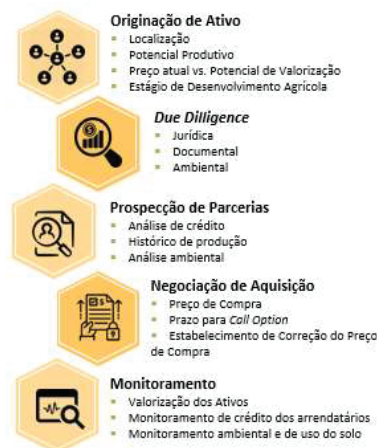 Originação de Ativo
Localização
Potencial Produtivo
Preço atual vs. Potencial de Valorização
Estágio de Desenvolvimento Agrícola
Due Dilligence
Jurídica
Documental
Ambiental
Prospecção de Parcerias
Análise de crédito
Histórico de produção
Análise ambiental
Negociação de Aquisição
Preço de Compra
Prazo para Call Option
Estabelecimento de Correção do Preço
de Compra
Monitoramento
Valorização dos Ativos
Monitoramento de crédito dos arrendatários
Monitoramento ambiental e de uso do solo